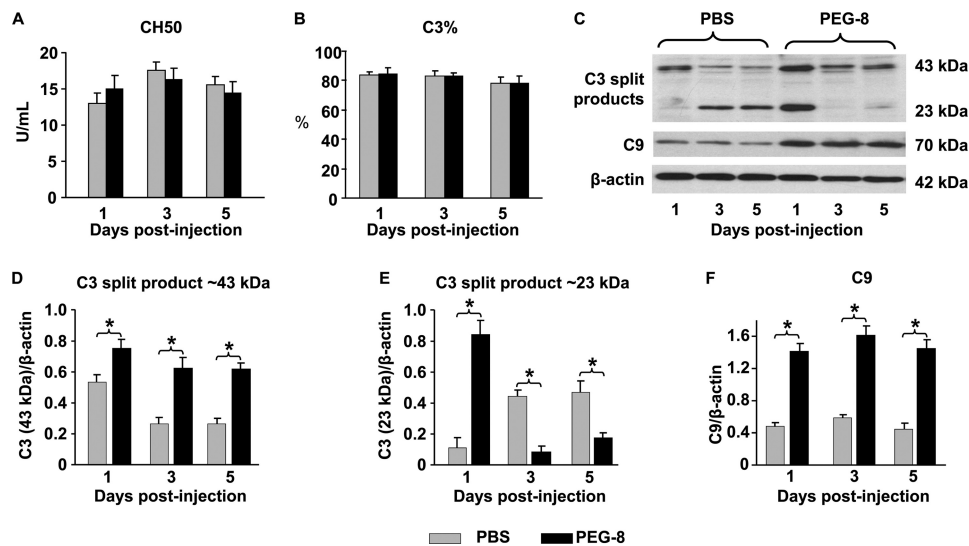 A
CH50
U/mL
20
15
10
5
0
1 3 5
Days post-injection
B
C3%
%
100
80
60
40
20
0
1 3 5
Days post-injection
C
PBS PEG-8
C3 split
products
43 kDa
23 kDa
C9
70 kDa
β-actin
42 kDa
1 3 5 1 3 5
Days post-injection
D
C3 split product ~43 kDa
C3 (43 kDa)/β-actin
1.0
0.8
0.6
0.4
0.2
0
* * *
1 3 5
Days post-injection
E
C3 split product ~23 kDa
C3 (23 kDa)/β-actin
1.0
0.8
0.6
0.4
0.2
0
* * *
1 3 5
Days post-injection
F
C9
C9/β-actin
1.6
1.2
0.8
0.4
0
* * *
1 3 5
Days post-injection
PBS PEG-8